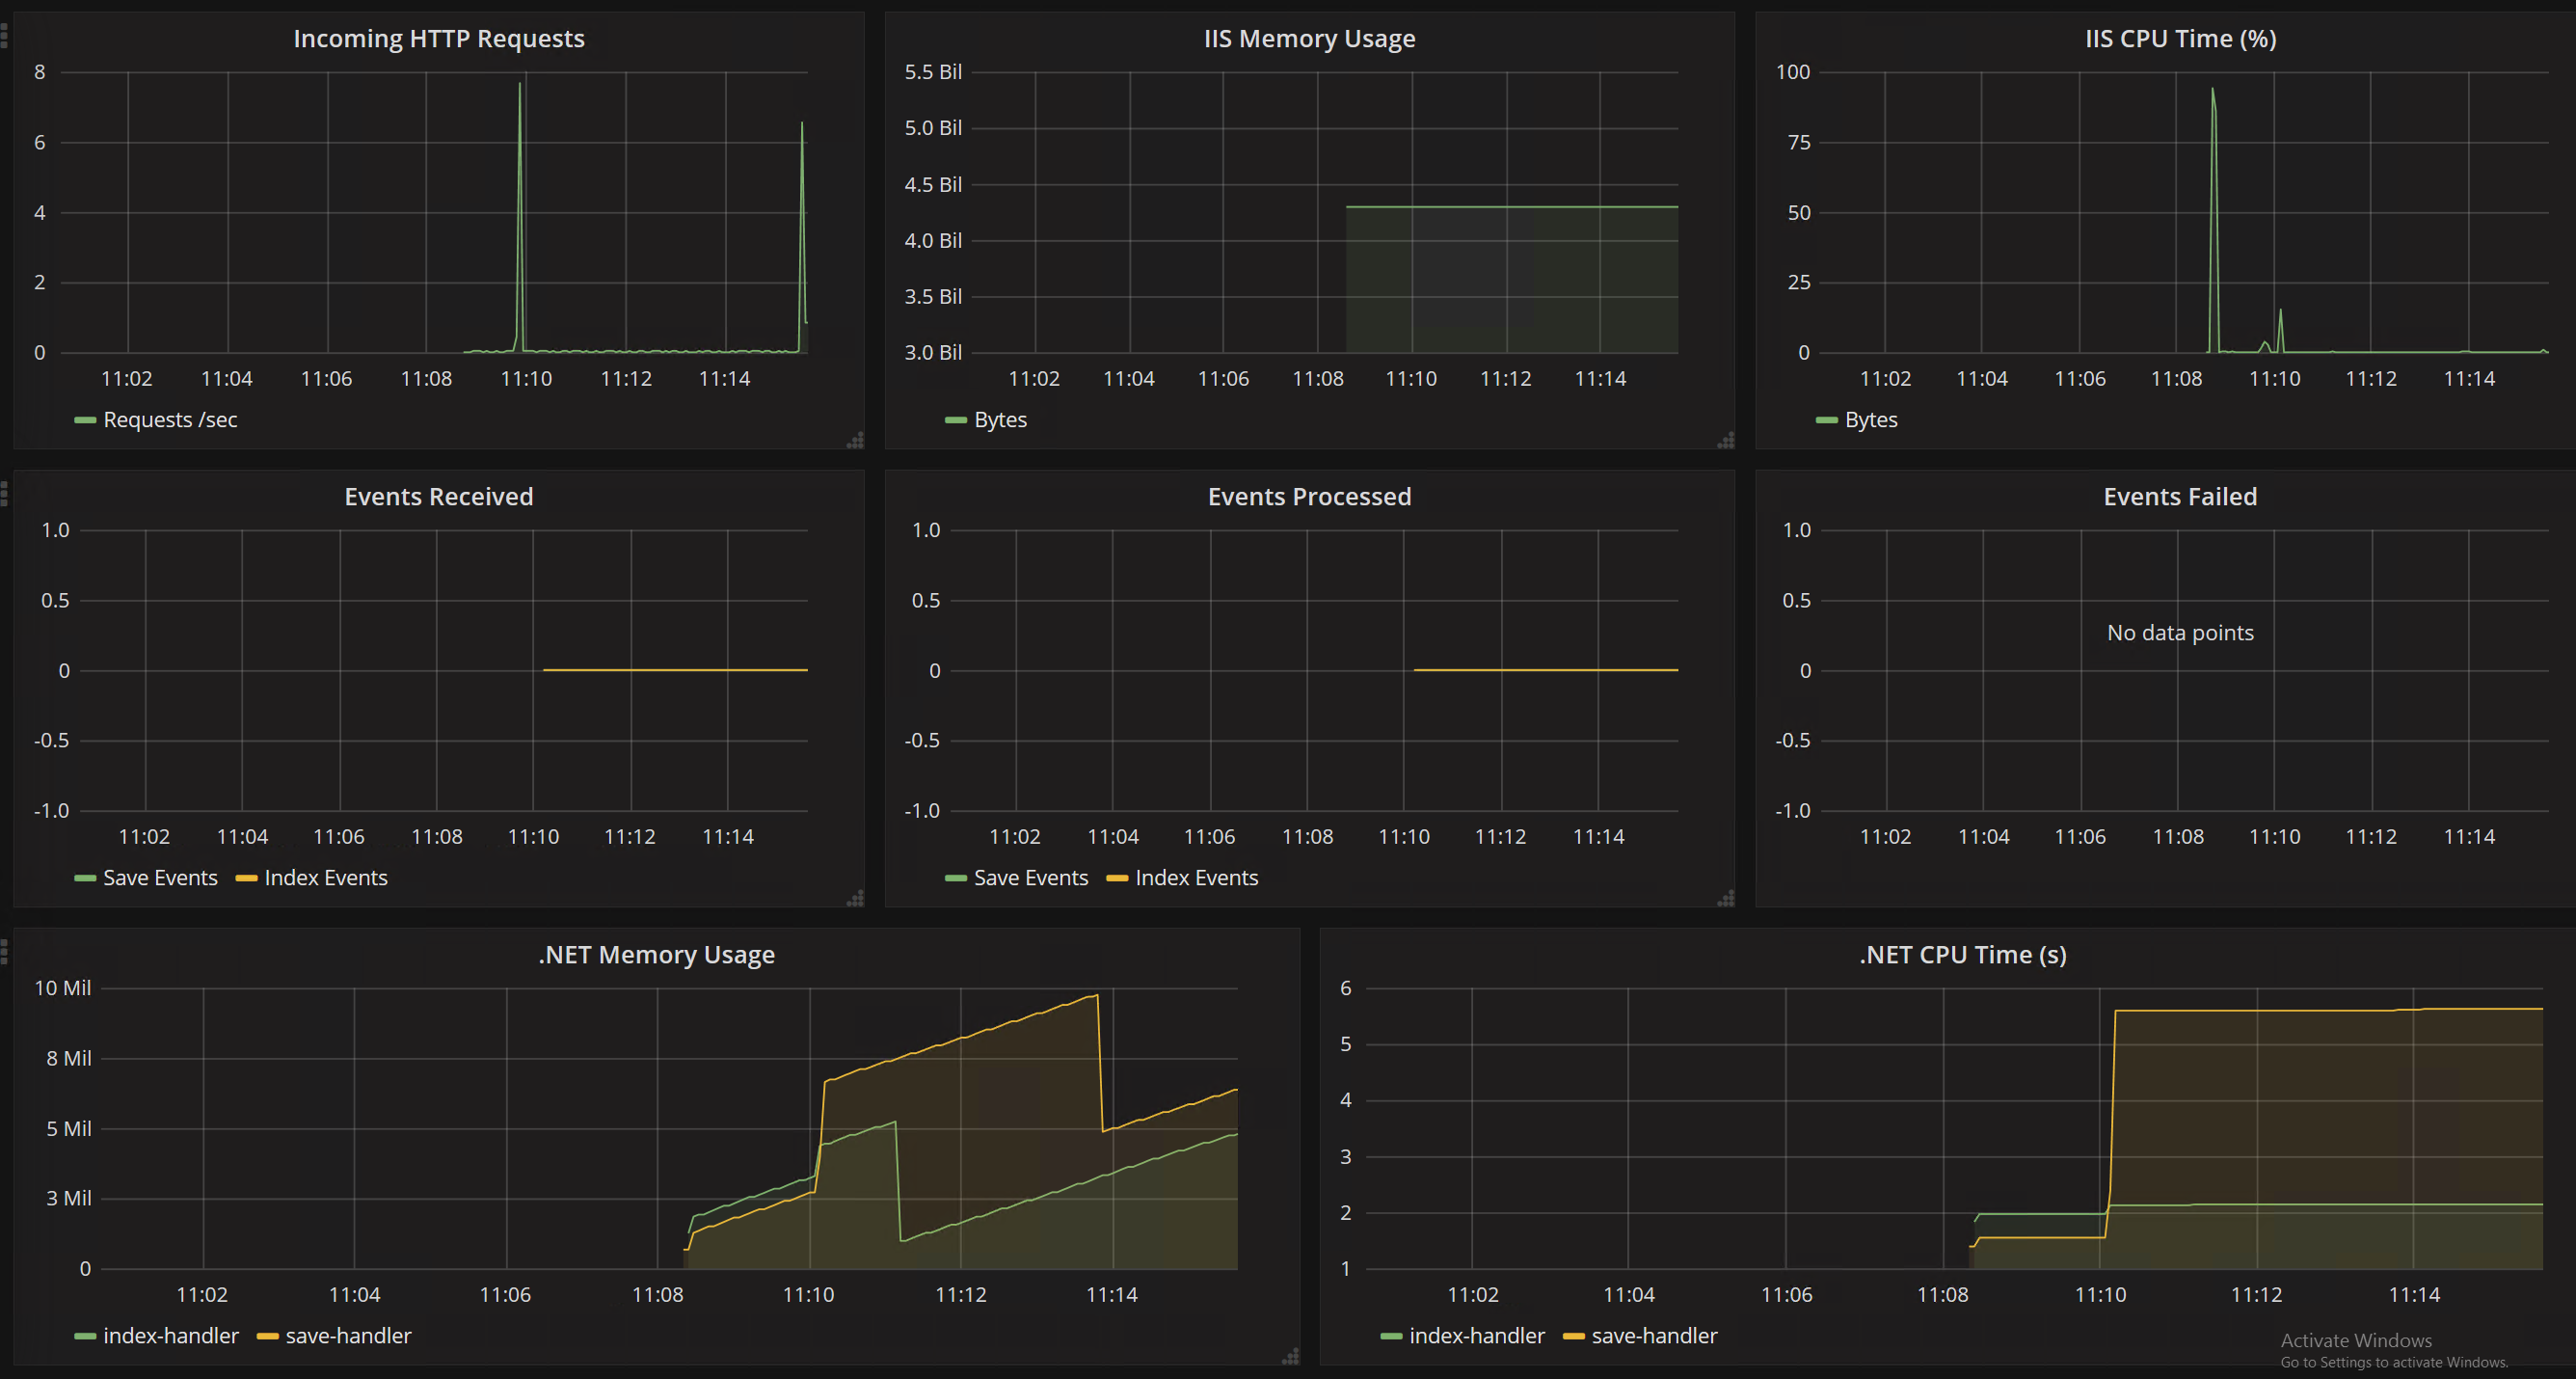 Incoming HTTP Requests
8
6
4
2
0
11:02 11:04 11:06 11:08 11:10 11:12 11:14
Requests /sec
IIS Memory Usage
5.5 Bil
5.0 Bil
4.5 Bil
4.0 Bil
3.5 Bil
3.0 Bil
11:02 11:04 11:06 11:08 11:10 11:12 11:14
Bytes
IIS CPU Time (%)
100
75
50
25
0
11:02 11:04 11:06 11:08 11:10 11:12 11:14
Bytes
Events Received
1.0
0.5
0
-0.5
-1.0
11:02 11:04 11:06 11:08 11:10 11:12 11:14
Save Events Index Events
Events Processed
1.0
0.5
0
-0.5
-1.0
11:02 11:04 11:06 11:08 11:10 11:12 11:14
Save Events Index Events
Events Failed
1.0
0.5
0
-0.5
-1.0
No data points
11:02 11:04 11:06 11:08 11:10 11:12 11:14
.NET Memory Usage
10 Mil
8 Mil
5 Mil
3 Mil
0
11:02 11:04 11:06 11:08 11:10 11:12 11:14
index-handler save-handler
.NET CPU Time (s)
6
5
4
3
2
1
11:02 11:04 11:06 11:08 11:10 11:12 11:14
index-handler save-handler
Activate Windows
Go to Settings to activate Windows.